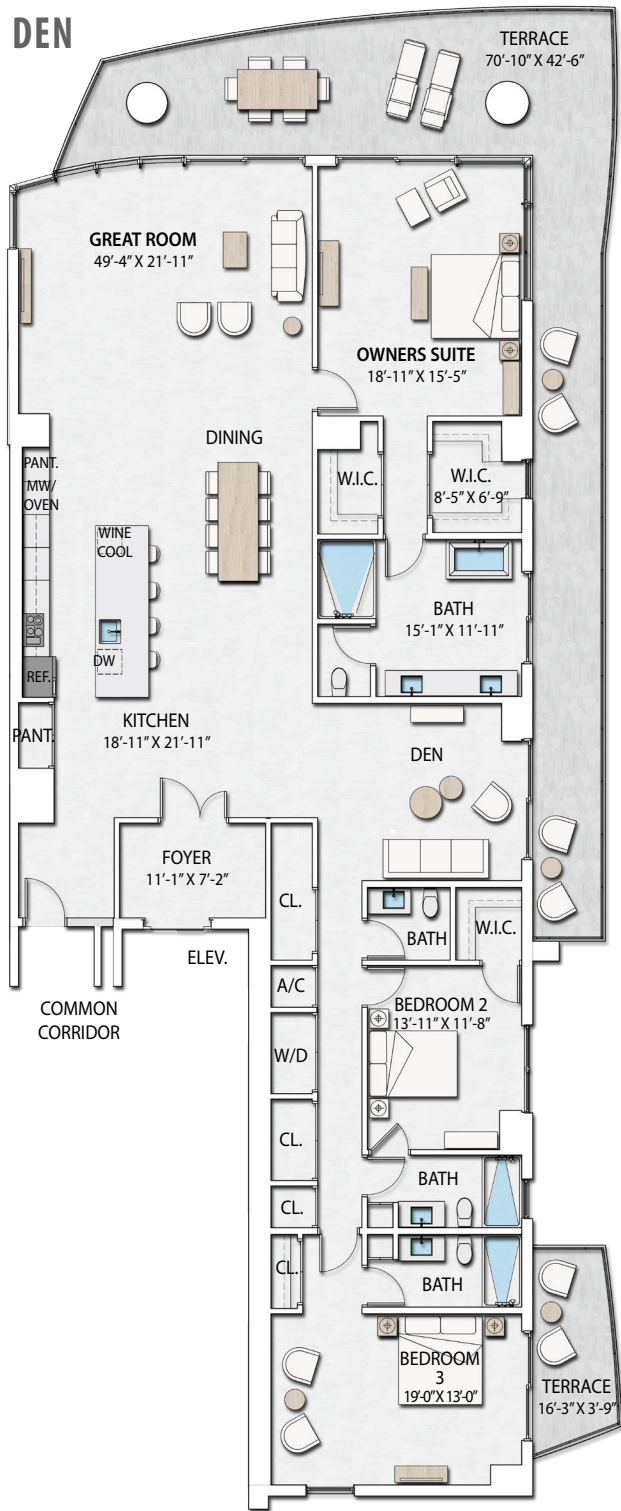 DEN
TERRACE
70'-10" X 42'-6"
GREAT ROOM
49'-4" X 21'-11"
OWNERS SUITE
18'-11" X 15'-5"
DINING
PANT.
MW/
OVEN
W.I.C.
W.I.C.
8'-5" X 6'-9"
WINE
COOL
BATH
15'-1" X 11'-11"
DW
REF.
PANT.
KITCHEN
18'-11" X 21'-11"
DEN
FOYER
11'-1" X 7'-2"
CL.
BATH
W.I.C.
ELEV.
A/C
COMMON
CORRIDOR
BEDROOM 2
13'-11" X 11'-8"
W/D
CL.
BATH
CL.
CL.
BATH
BEDROOM
3
19'-0" X 13'-0"
TERRACE
16'-3" X 3'-9"